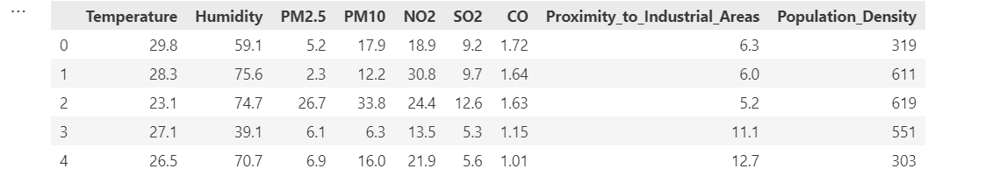 ...
Temperature Humidity PM2.5 PM10 NO2 SO2 CO Proximity_to_Industrial_Areas Population_Density
0 29.8 59.1 5.2 17.9 18.9 9.2 1.72 6.3 319
1 28.3 75.6 2.3 12.2 30.8 9.7 1.64 6.0 611
2 23.1 74.7 26.7 33.8 24.4 12.6 1.63 5.2 619
3 27.1 39.1 6.1 6.3 13.5 5.3 1.15 11.1 551
4 26.5 70.7 6.9 16.0 21.9 5.6 1.01 12.7 303